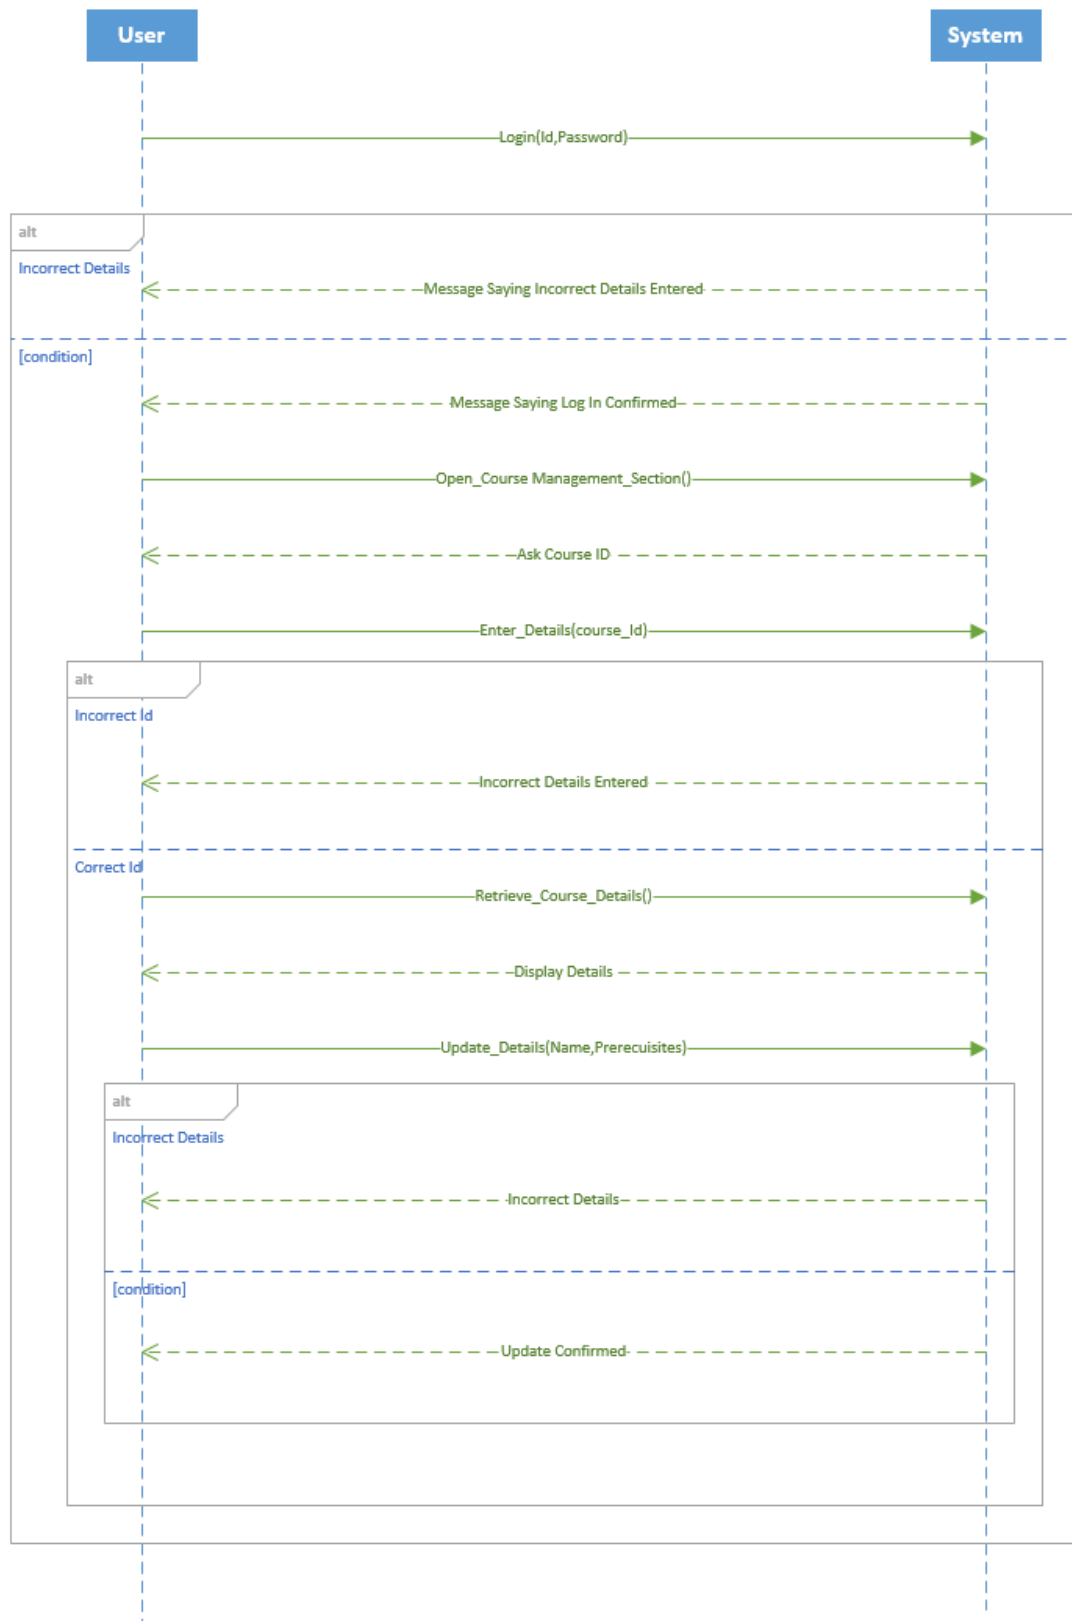 User
System
Login(Id,Password)
alt
Incorrect Details
Message Saying Incorrect Details Entered
[condition]
Message Saying Log In Confirmed
Open_Course Management_Section()
Ask Course ID
Enter_Details(course_Id)
alt
Incorrect Id
Incorrect Details Entered
Correct Id
Retrieve_Course_Details()
Display Details
Update_Details(Name,Prerecuisites)
alt
Incorrect Details
Incorrect Details
[condition]
Update Confirmed